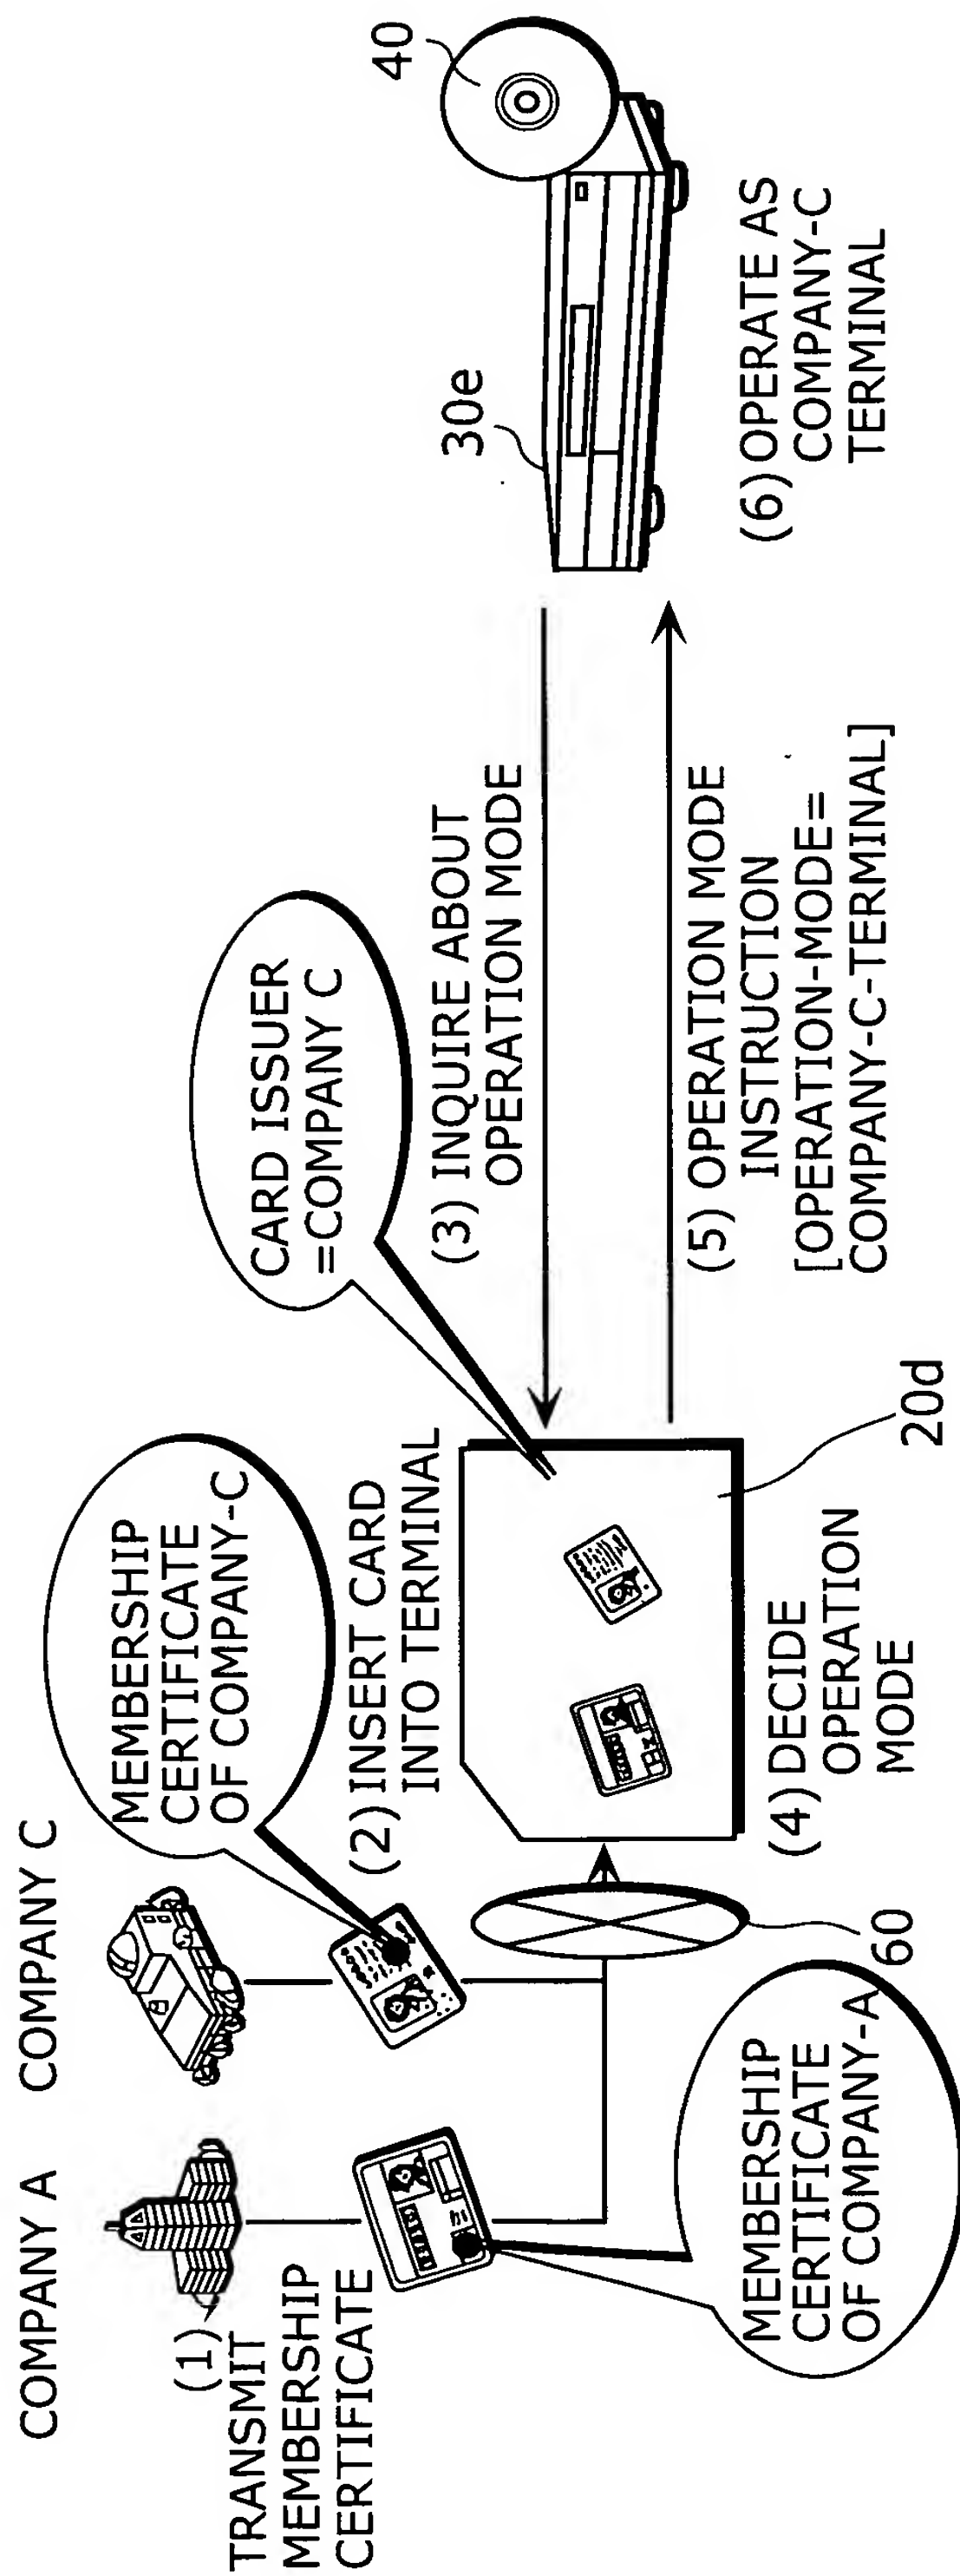 COMPANY A
COMPANY C
(1)
TRANSMIT
MEMBERSHIP
CERTIFICATE
MEMBERSHIP
CERTIFICATE
OF COMPANY-C
MEMBERSHIP
CERTIFICATE
OF COMPANY-A
60
(2) INSERT CARD
INTO TERMINAL
CARD ISSUER
=COMPANY C
20d
(3) INQUIRE ABOUT
OPERATION MODE
(4) DECIDE
OPERATION
MODE
(5) OPERATION MODE
INSTRUCTION
[OPERATION-MODE=
COMPANY-C-TERMINAL]
30e
40
(6) OPERATE AS
COMPANY-C
TERMINAL